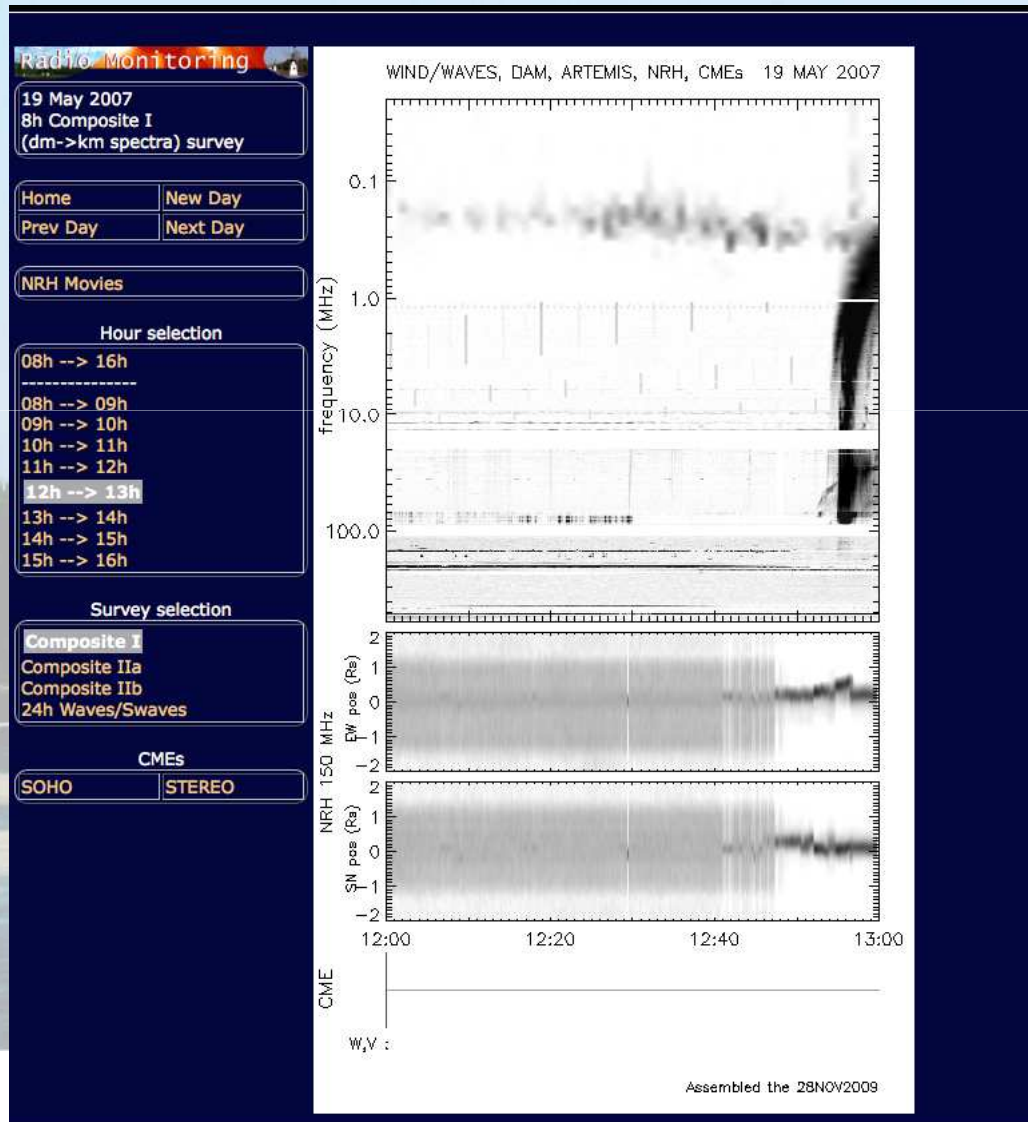 Radio Monitoring
19 May 2007
8h Composite I
(dm->km spectra) survey
Home New Day
Prev Day Next Day
NRH Movies
Hour selection
08h --> 16h
---------------
08h --> 09h
09h --> 10h
10h --> 11h
11h --> 12h
12h --> 13h
13h --> 14h
14h --> 15h
15h --> 16h
Survey selection
Composite I
Composite IIa
Composite IIb
24h Waves/Swaves
CMEs
SOHO STEREO
WIND/WAVES, DAM, ARTEMIS, NRH, CMEs 19 MAY 2007
frequency (MHz)
0.1
1.0
10.0
100.0
NRH 150 MHz
EW pos (Rs)
2
1
0
-1
-2
SN pos (Rs)
2
1
0
-1
-2
12:00 12:20 12:40 13:00
CME
W,V :
Assembled the 28NOV2009